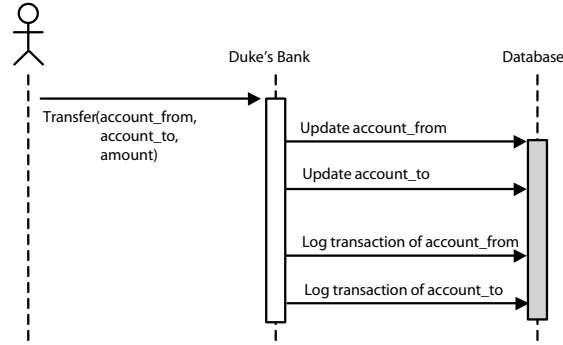 Duke's Bank
Database
Transfer(account_from,
account_to,
amount)
Update account_from
Update account_to
Log transaction of account_from
Log transaction of account_to